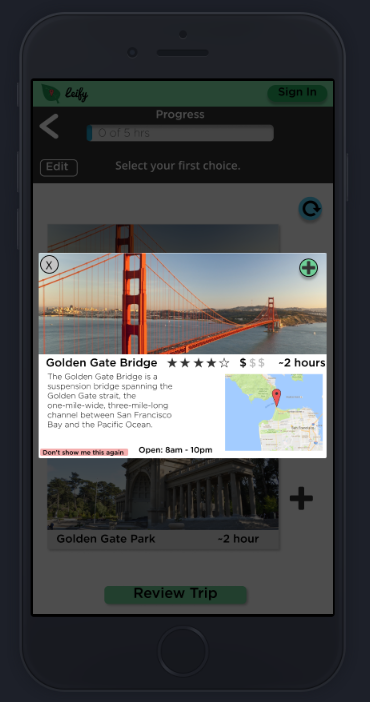 leify
Sign In
Progress
0 of 5 hrs
Edit
Select your first choice.
X
Golden Gate Bridge ★★★★☆ $$$ ~2 hours
The Golden Gate Bridge is a
suspension bridge spanning the
Golden Gate strait, the
one-mile-wide, three-mile-long
channel between San Francisco
Bay and the Pacific Ocean.
Don't show me this again
Open: 8am - 10pm
Golden Gate Park ~2 hour
Review Trip